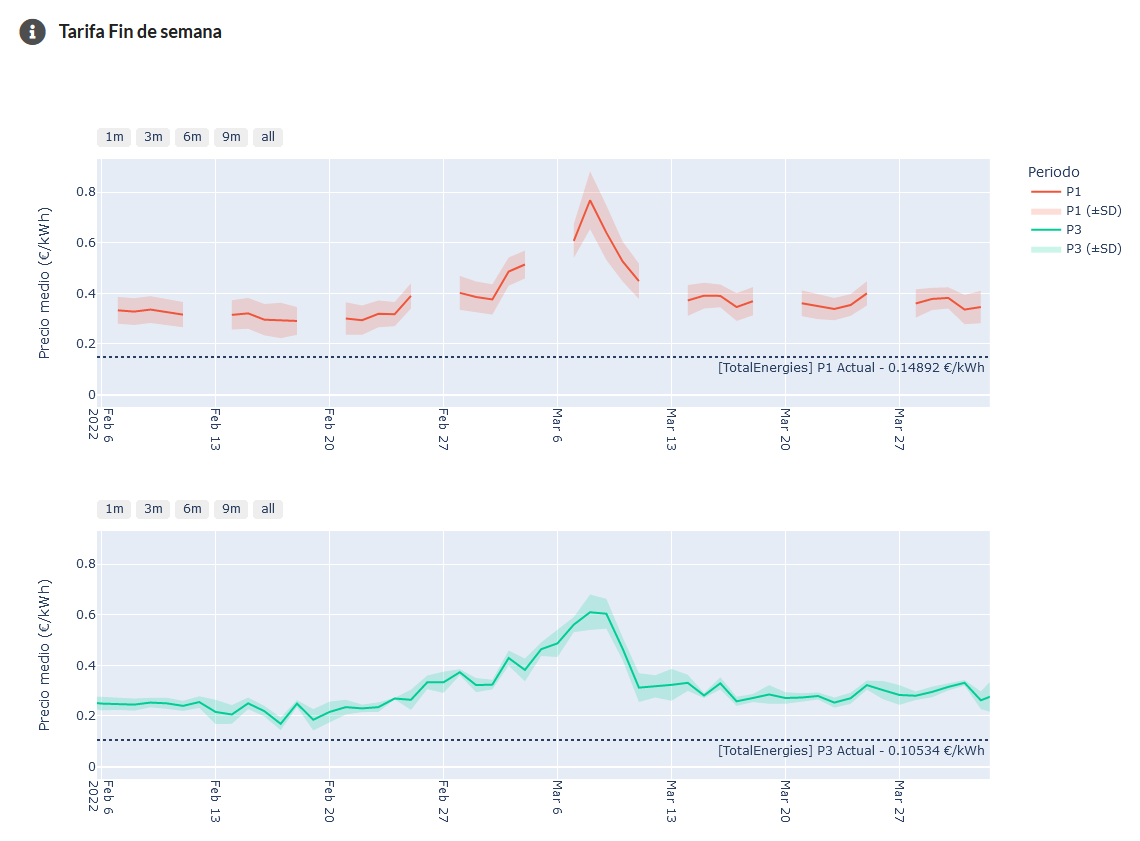 Tarifa Fin de semana
1m 3m 6m 9m all
Periodo
P1
P1 (±SD)
P3
P3 (±SD)
Precio medio (€/kWh)
0.8
0.6
0.4
0.2
0
[TotalEnergies] P1 Actual - 0.14892 €/kWh
Feb 6
2022
Feb 13
Feb 20
Feb 27
Mar 6
Mar 13
Mar 20
Mar 27
1m 3m 6m 9m all
Precio medio (€/kWh)
0.8
0.6
0.4
0.2
0
[TotalEnergies] P3 Actual - 0.10534 €/kWh
Feb 6
2022
Feb 13
Feb 20
Feb 27
Mar 6
Mar 13
Mar 20
Mar 27